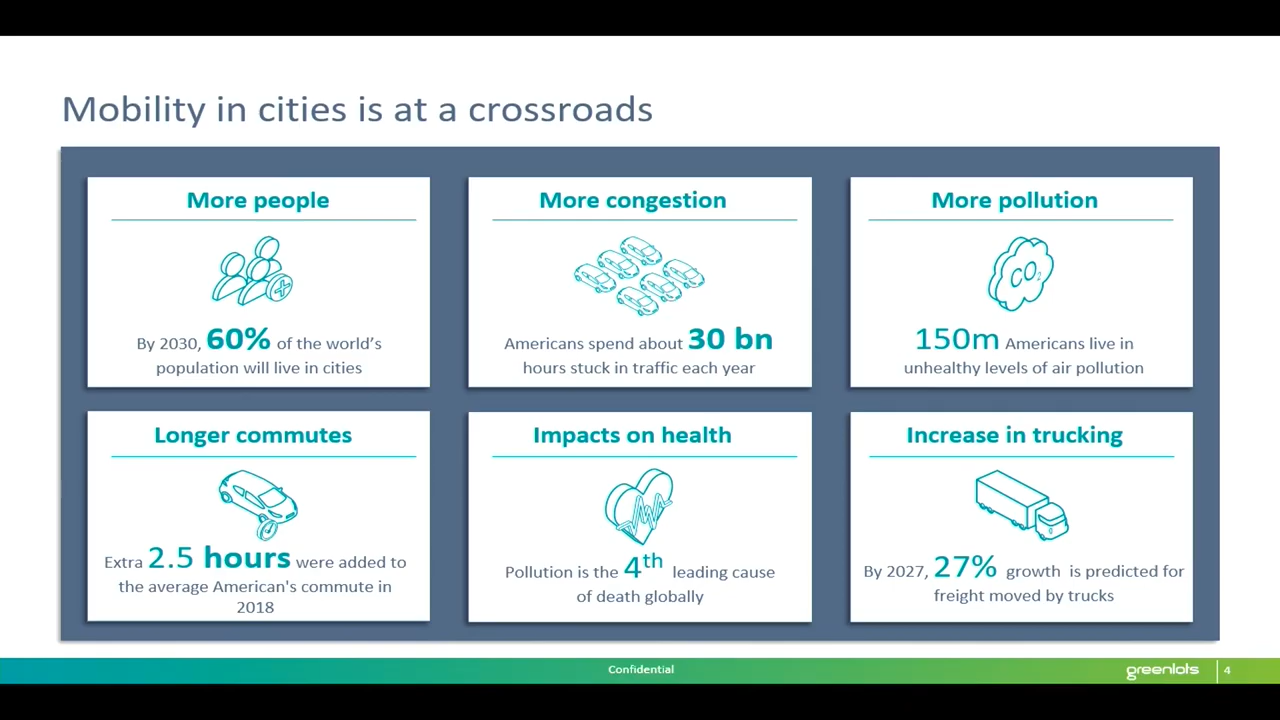 Mobility in cities is at a crossroads
More people
By 2030, 60% of the world's
population will live in cities
More congestion
Americans spend about 30 bn
hours stuck in traffic each year
More pollution
CO2
150m Americans live in
unhealthy levels of air pollution
Longer commutes
Extra 2.5 hours were added to
the average American's commute in
2018
Impacts on health
Pollution is the 4th leading cause
of death globally
Increase in trucking
By 2027, 27% growth is predicted for
freight moved by trucks
Confidential
greenlots
4